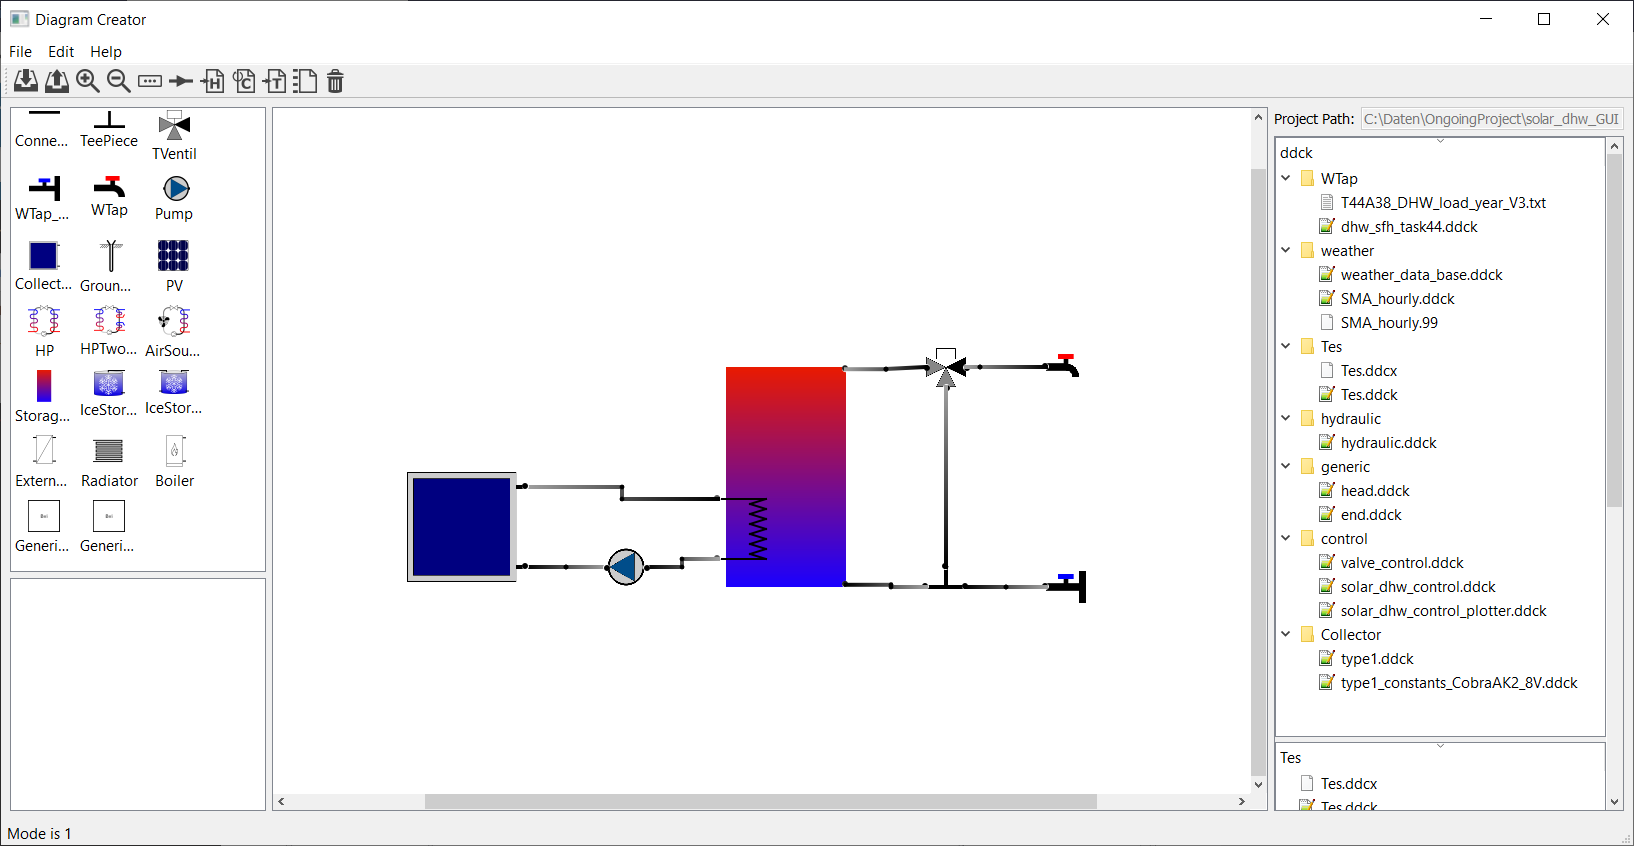 Diagram Creator
File Edit Help
H C T
Conne... TeePiece TVentil
WTap_... WTap Pump
Collect... Groun... PV
HP HPTwo... AirSou...
Storag... IceStor... IceStor...
Extern... Radiator Boiler
Generi... Generi...
Project Path: C:\Daten\OngoingProject\solar_dhw_GUI
ddck
WTap
T44A38_DHW_load_year_V3.txt
dhw_sfh_task44.ddck
weather
weather_data_base.ddck
SMA_hourly.ddck
SMA_hourly.99
Tes
Tes.ddcx
Tes.ddck
hydraulic
hydraulic.ddck
generic
head.ddck
end.ddck
control
valve_control.ddck
solar_dhw_control.ddck
solar_dhw_control_plotter.ddck
Collector
type1.ddck
type1_constants_CobraAK2_8V.ddck
Tes
Tes.ddcx
Tes.ddck
Mode is 1